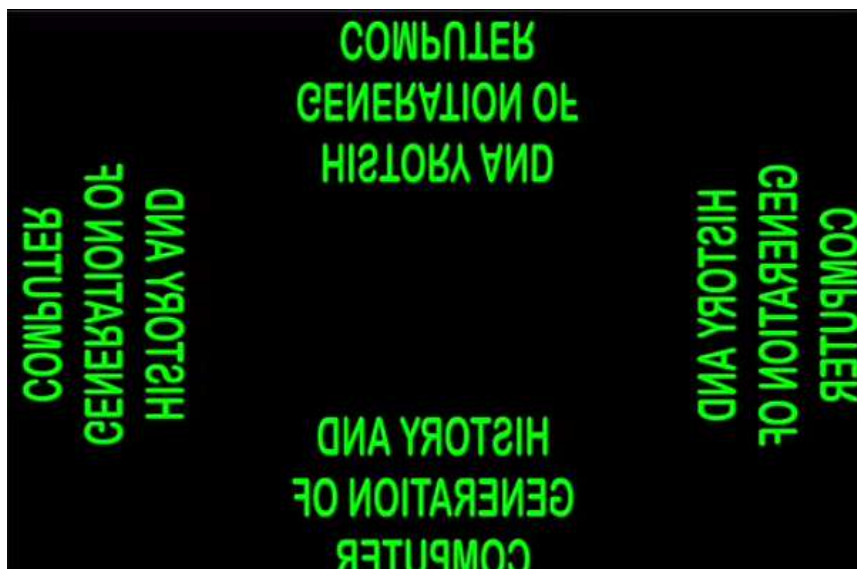 HISTORY AND
GENERATION OF
COMPUTER
HISTORY AND
GENERATION OF
COMPUTER
HISTORY AND
GENERATION OF
COMPUTER
HISTORY AND
GENERATION OF
COMPUTER